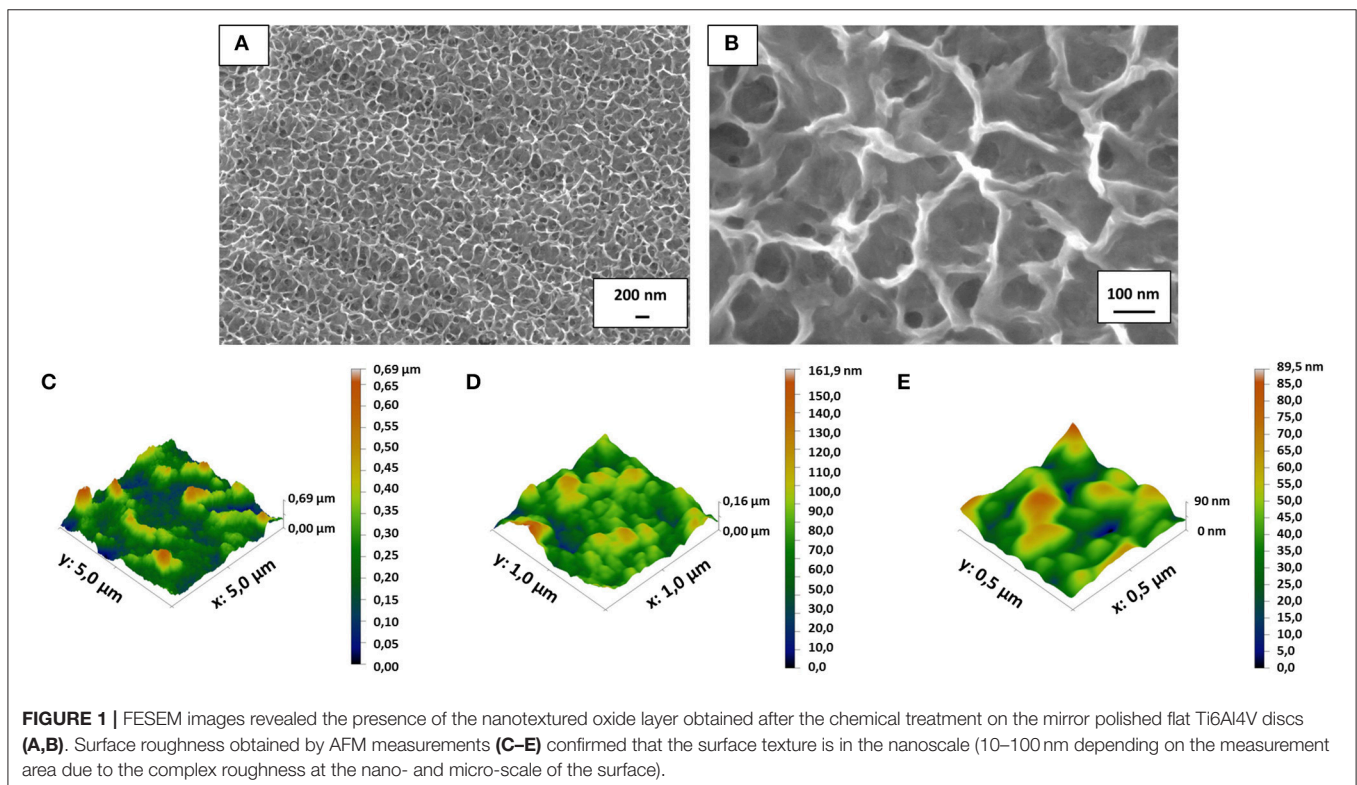 A
B
200 nm
100 nm
C
D
E
0,69 µm
0,65
0,60
0,55
0,50
0,45
0,40
0,35
0,30
0,25
0,20
0,15
0,10
0,05
0,00
0,69 µm
0,00 µm
y: 5,0 µm
x: 5,0 µm
161,9 nm
150,0
140,0
130,0
120,0
110,0
100,0
90,0
80,0
70,0
60,0
50,0
40,0
30,0
20,0
10,0
0,0
0,16 µm
0,00 µm
y: 1,0 µm
x: 1,0 µm
89,5 nm
85,0
80,0
75,0
70,0
65,0
60,0
55,0
50,0
45,0
40,0
35,0
30,0
25,0
20,0
15,0
10,0
5,0
0,0
90 nm
0 nm
y: 0,5 µm
x: 0,5 µm
FIGURE 1 | FESEM images revealed the presence of the nanotextured oxide layer obtained after the chemical treatment on the mirror polished flat Ti6Al4V discs
(A,B). Surface roughness obtained by AFM measurements (C–E) confirmed that the surface texture is in the nanoscale (10–100 nm depending on the measurement
area due to the complex roughness at the nano- and micro-scale of the surface).